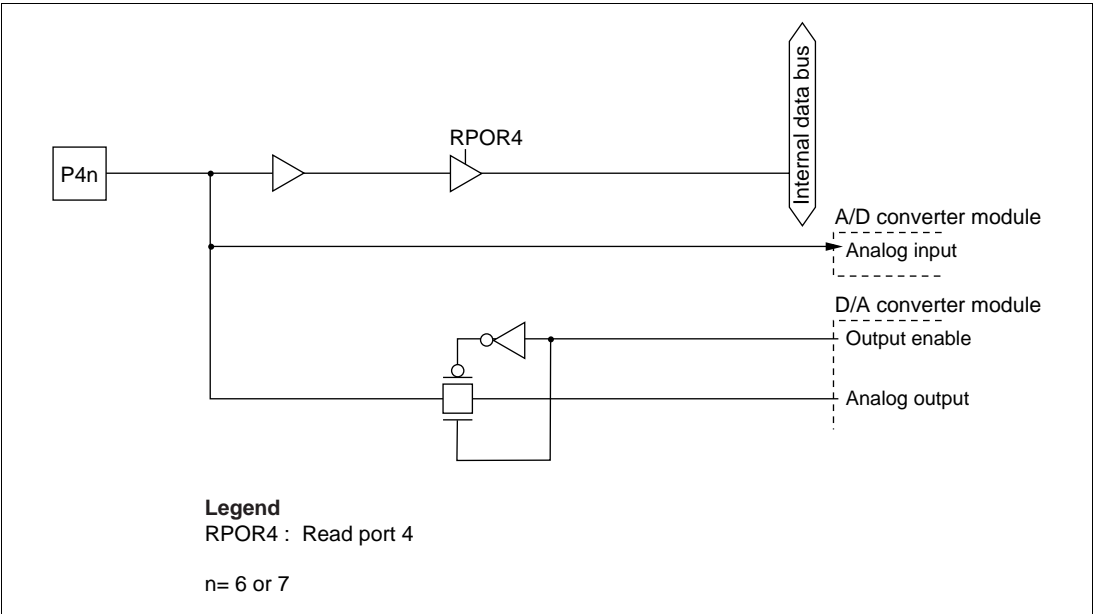 RPOR4
Internal data bus
P4n
A/D converter module
Analog input
D/A converter module
Output enable
Analog output
Legend
RPOR4 : Read port 4
n= 6 or 7